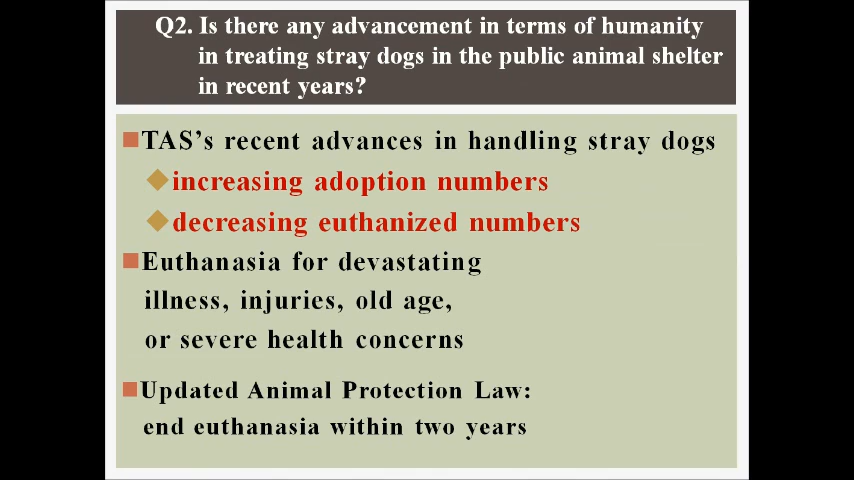 Q2. Is there any advancement in terms of humanity
in treating stray dogs in the public animal shelter
in recent years?
TAS’s recent advances in handling stray dogs
increasing adoption numbers
decreasing euthanized numbers
Euthanasia for devastating
illness, injuries, old age,
or severe health concerns
Updated Animal Protection Law:
end euthanasia within two years